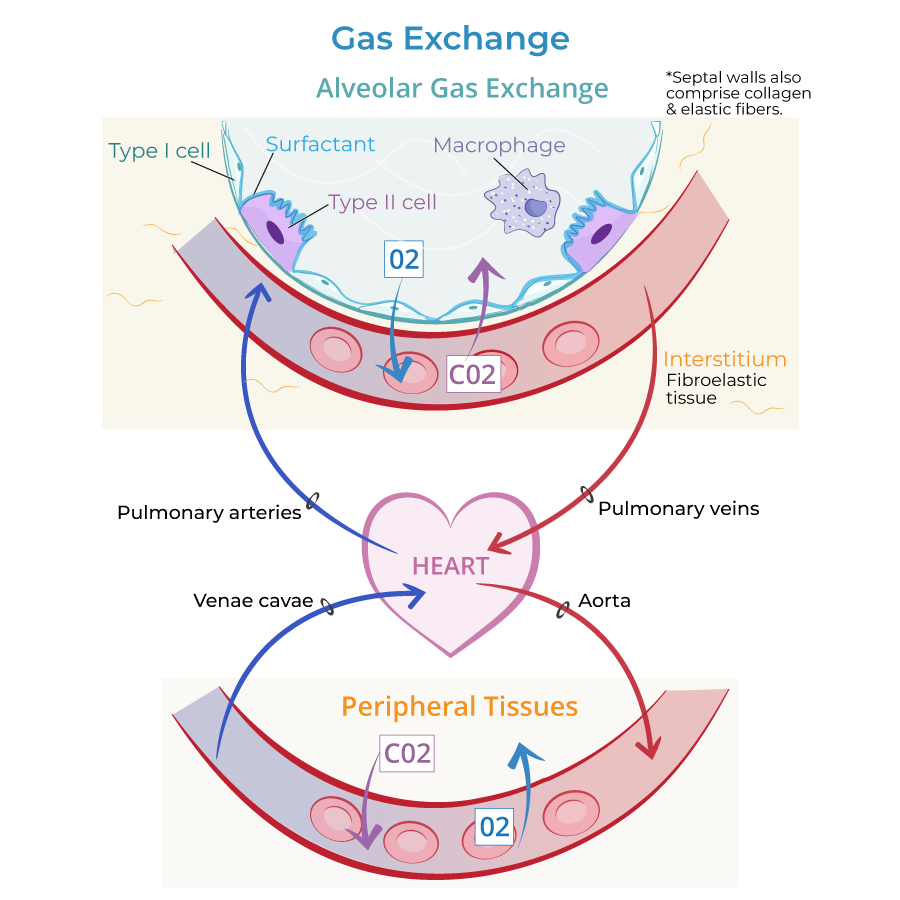 Gas Exchange
Alveolar Gas Exchange
*Septal walls also
comprise collagen
& elastic fibers.
Type I cell
Surfactant
Macrophage
Type II cell
02
C02
Interstitium
Fibroelastic
tissue
Pulmonary arteries
Pulmonary veins
HEART
Venae cavae
Aorta
Peripheral Tissues
C02
02